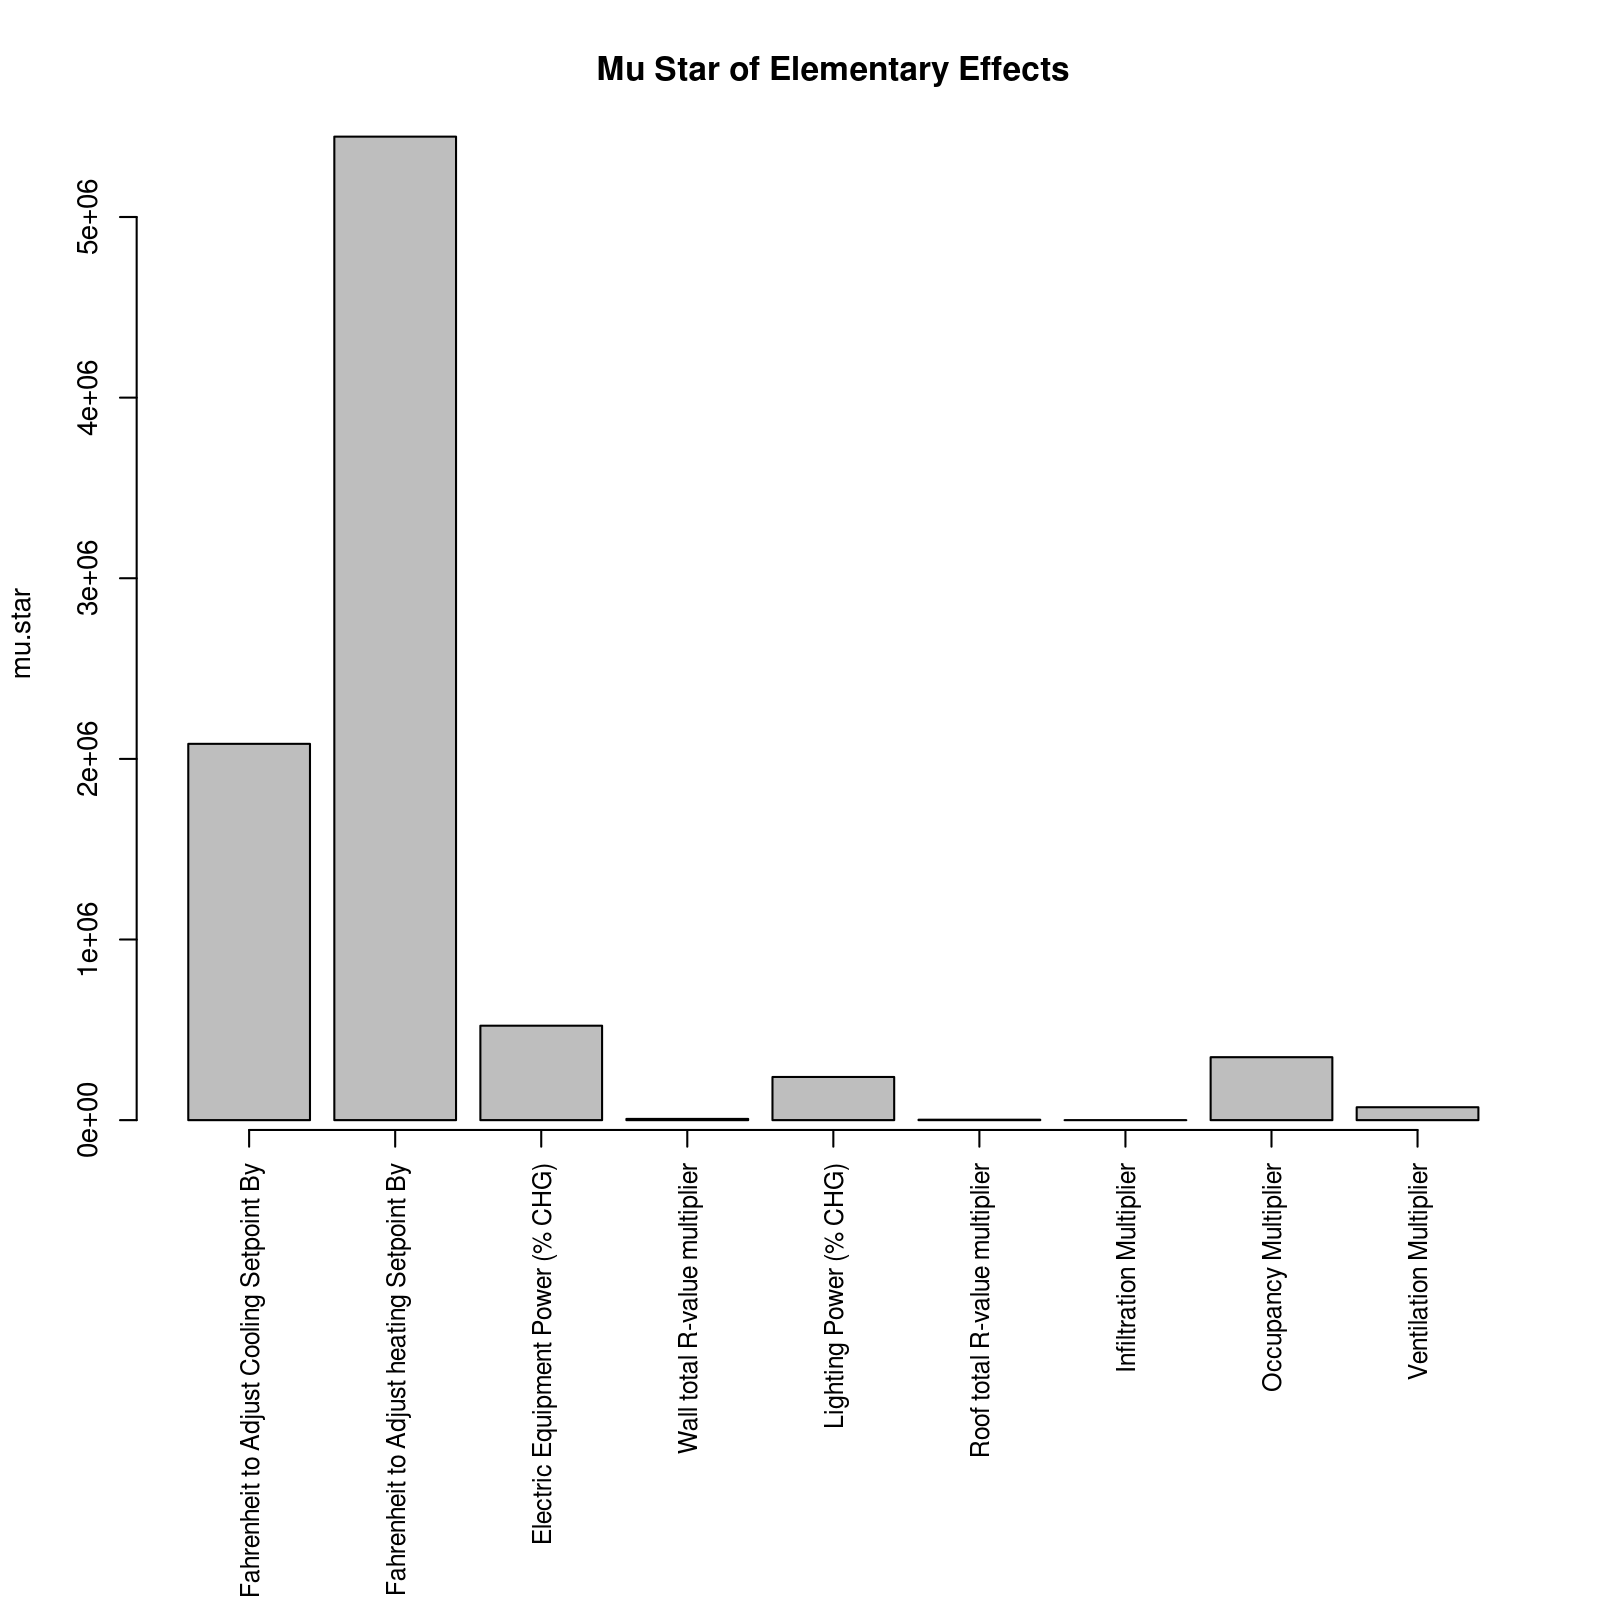 Mu Star of Elementary Effects
mu.star
5e+06
4e+06
3e+06
2e+06
1e+06
0e+00
Fahrenheit to Adjust Cooling Setpoint By
Fahrenheit to Adjust heating Setpoint By
Electric Equipment Power (% CHG)
Wall total R-value multiplier
Lighting Power (% CHG)
Roof total R-value multiplier
Infiltration Multiplier
Occupancy Multiplier
Ventilation Multiplier